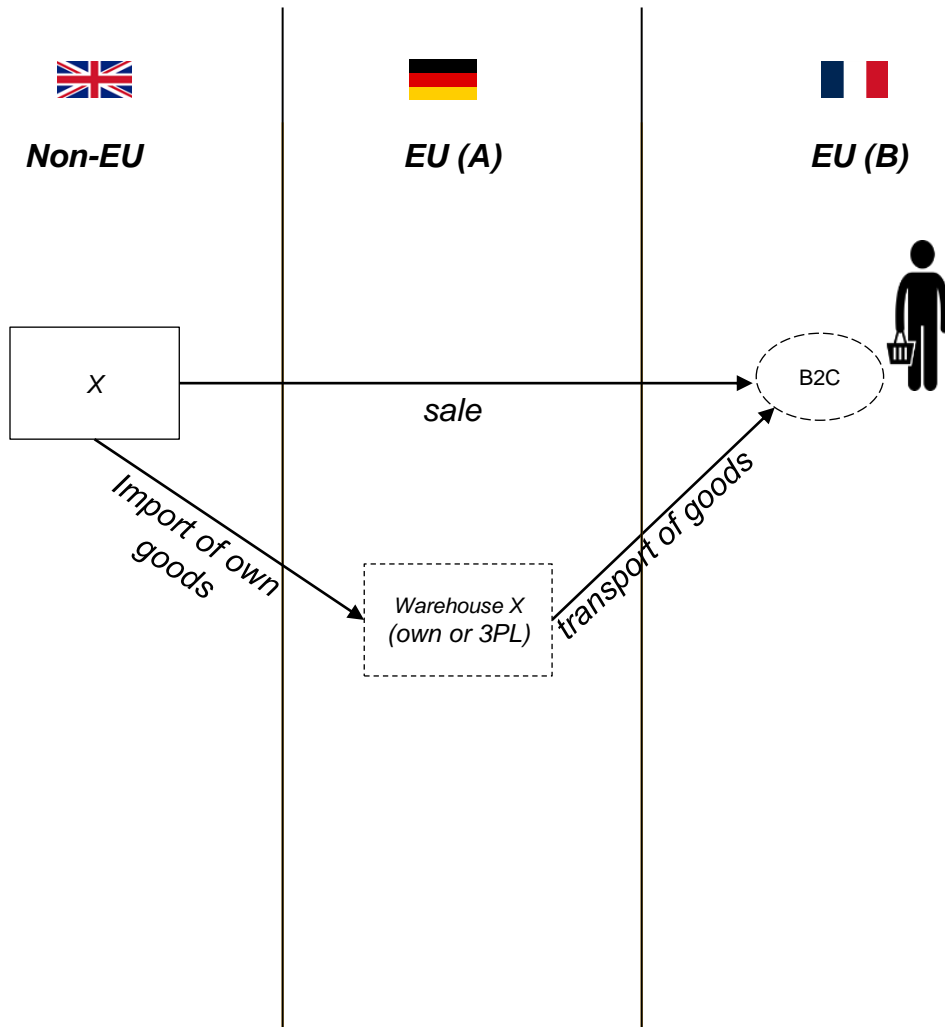 Non-EU
EU (A)
EU (B)
X
B2C
sale
Import of own
goods
transport of goods
Warehouse X
(own or 3PL)